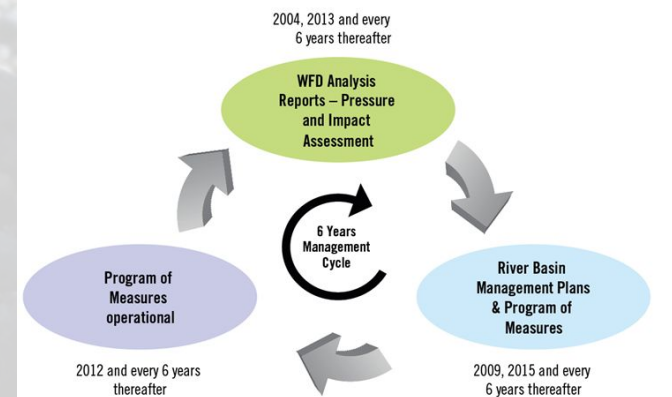 2004, 2013 and every
6 years thereafter
WFD Analysis
Reports – Pressure
and Impact
Assessment
6 Years
Management
Cycle
Program of
Measures
operational
River Basin
Management Plans
& Program of
Measures
2012 and every 6 years
thereafter
2009, 2015 and every
6 years thereafter